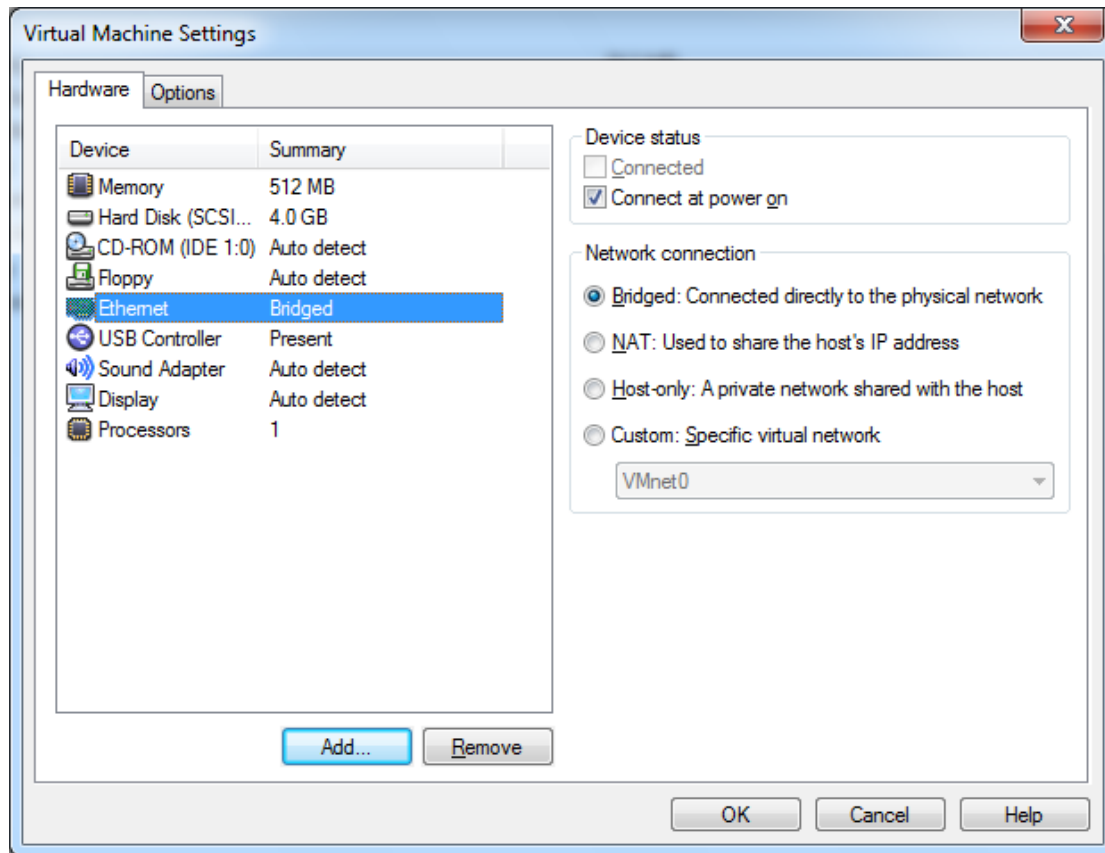 Virtual Machine Settings
Hardware Options
Device Summary
Memory 512 MB
Hard Disk (SCSI... 4.0 GB
CD-ROM (IDE 1:0) Auto detect
Floppy Auto detect
Ethernet Bridged
USB Controller Present
Sound Adapter Auto detect
Display Auto detect
Processors 1
Add... Remove
Device status
Connected
Connect at power on
Network connection
Bridged: Connected directly to the physical network
NAT: Used to share the host's IP address
Host-only: A private network shared with the host
Custom: Specific virtual network
VMnet0
OK Cancel Help